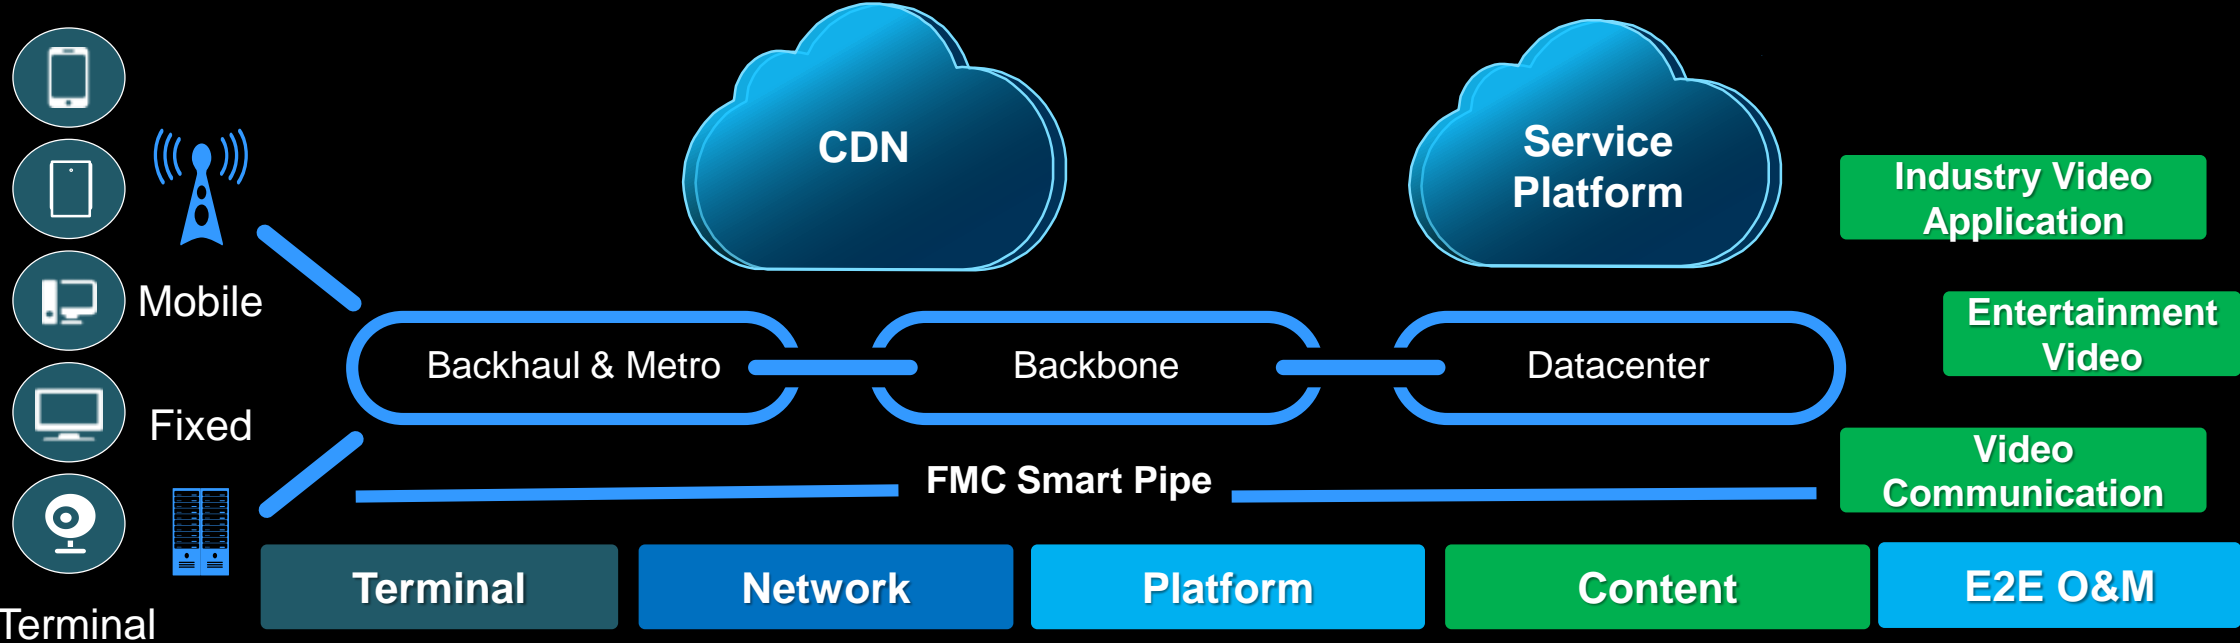 CDN
Service
Platform
Industry Video
Application
Mobile
Entertainment
Video
Backhaul & Metro
Backbone
Datacenter
Fixed
Video
Communication
FMC Smart Pipe
Terminal
Network
Platform
Content
E2E O&M
Terminal